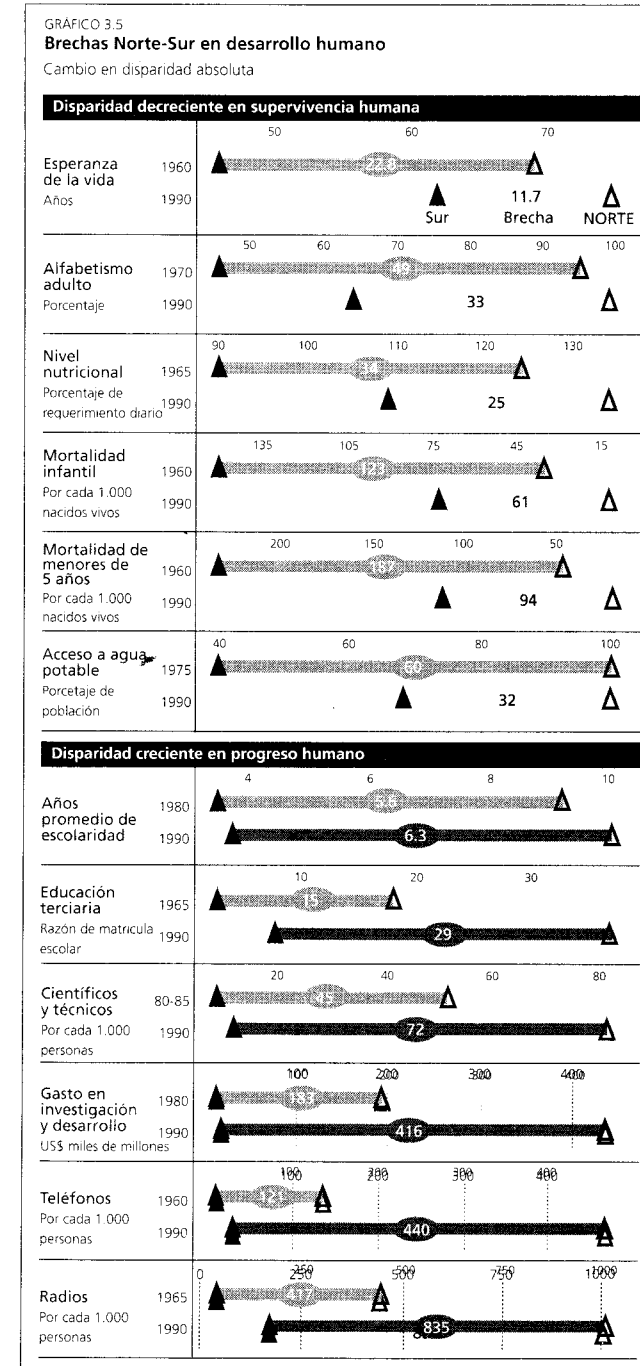 GRÁFICO 3.5
Brechas Norte-Sur en desarrollo humano
Cambio en disparidad absoluta
Disparidad decreciente en supervivencia humana
50 60 70
Esperanza
de la vida
Años
1960 22.8
1990 11.7
Sur Brecha NORTE
50 60 70 80 90 100
Alfabetismo
adulto
Porcentaje
1970 49
1990 33
90 100 110 120 130
Nivel
nutricional
Porcentaje de
requerimiento diario
1965 34
1990 25
135 105 75 45 15
Mortalidad
infantil
Por cada 1.000
nacidos vivos
1960 123
1990 61
200 150 100 50
Mortalidad de
menores de
5 años
Por cada 1.000
nacidos vivos
1960 187
1990 94
40 60 80 100
Acceso a agua
potable
Porcetaje de
población
1975 60
1990 32
Disparidad creciente en progreso humano
4 6 8 10
Años
promedio de
escolaridad
1980
1990 6.3
10 20 30
Educación
terciaria
Razón de matricula
escolar
1965 15
1990 29
20 40 60 80
Científicos
y técnicos
Por cada 1.000
personas
80-85 45
1990 72
100 200 300 400
Gasto en
investigación
y desarrollo
US$ miles de millones
1980 183
1990 416
100 200 300 400
Teléfonos
Por cada 1.000
personas
1960 121
1990 440
0 250 500 750 1000
Radios
Por cada 1.000
personas
1965 417
1990 835